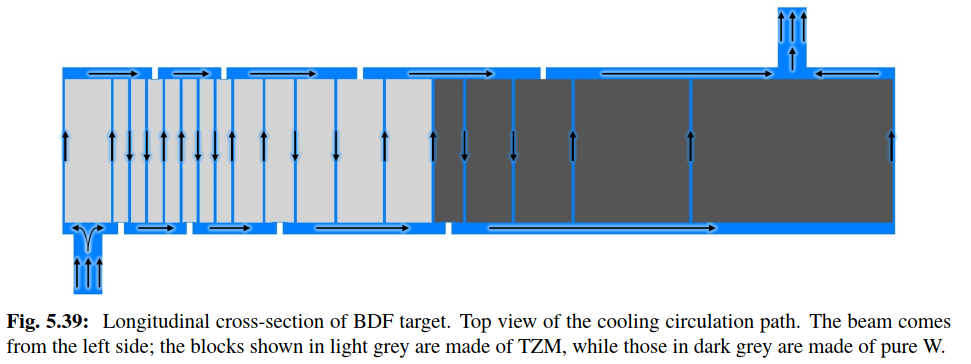 Fig. 5.39: Longitudinal cross-section of BDF target. Top view of the cooling circulation path. The beam comes
from the left side; the blocks shown in light grey are made of TZM, while those in dark grey are made of pure W.